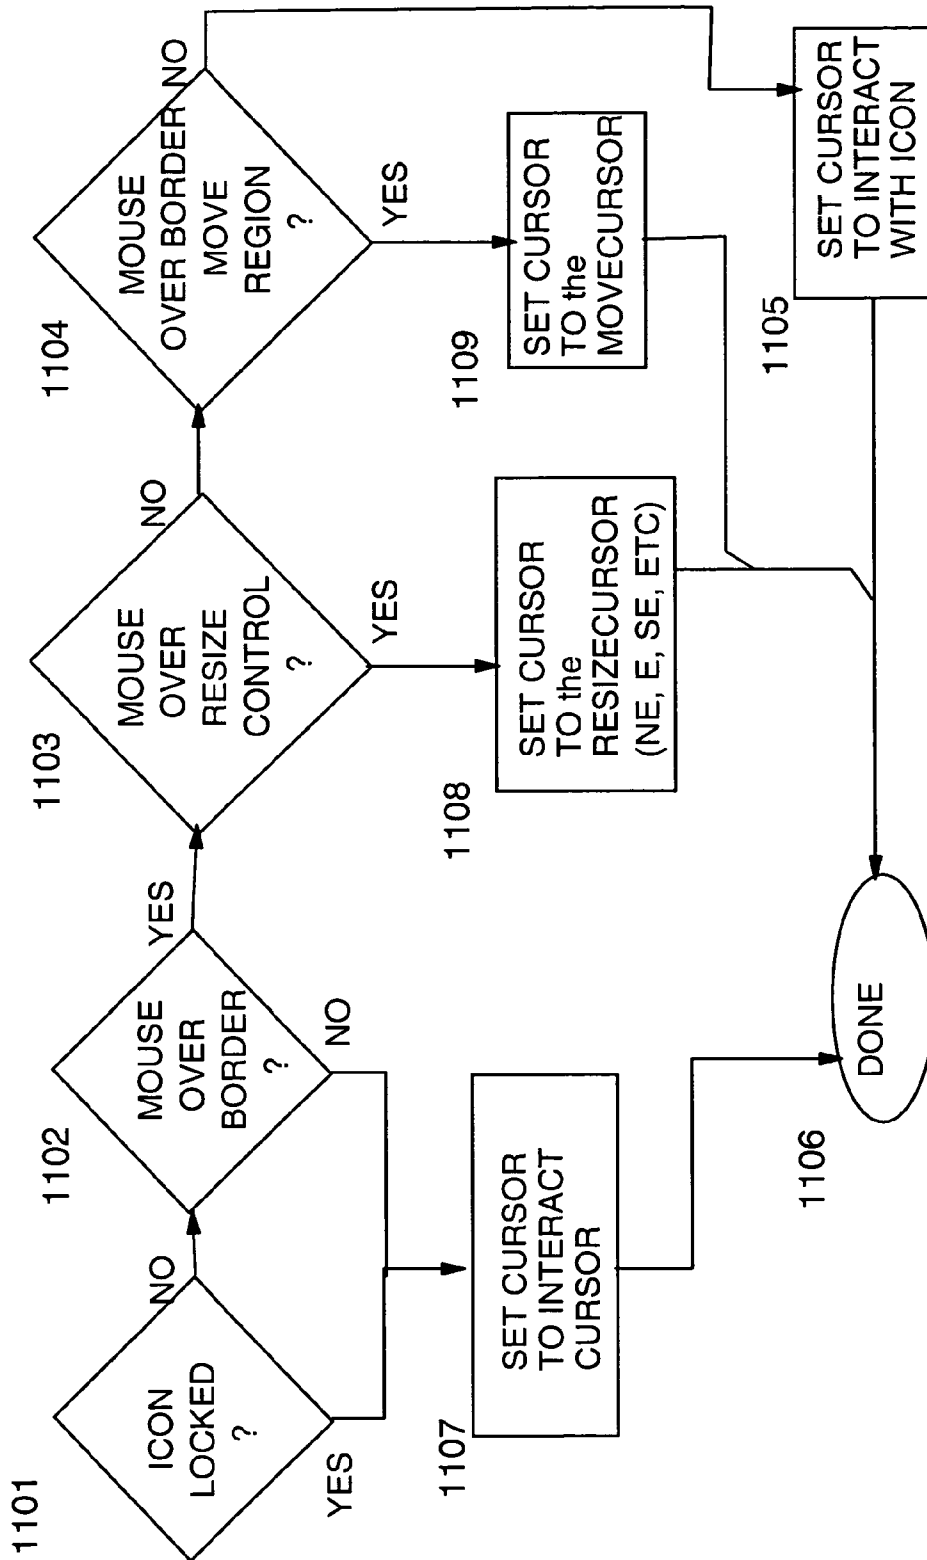 1101
ICON
LOCKED
?
NO
YES
1102
MOUSE
OVER
BORDER
?
YES
NO
1103
MOUSE
OVER
RESIZE
CONTROL
?
NO
YES
1104
MOUSE
OVER BORDER
MOVE
REGION
?
NO
YES
1107
SET CURSOR
TO INTERACT
CURSOR
1108
SET CURSOR
TO the
RESIZECURSOR
(NE, E, SE, ETC)
1109
SET CURSOR
TO the
MOVECURSOR
1105
SET CURSOR
TO INTERACT
WITH ICON
1106
DONE